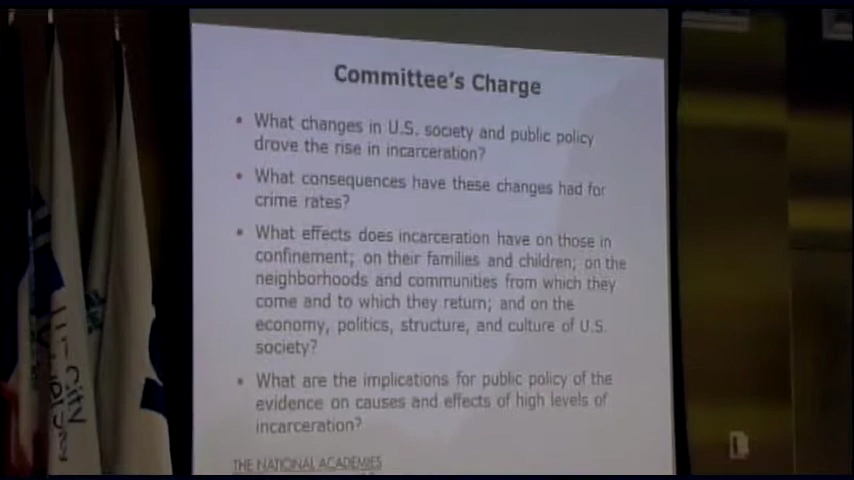 Committee's Charge
• What changes in U.S. society and public policy
drove the rise in incarceration?
• What consequences have these changes had for
crime rates?
• What effects does incarceration have on those in
confinement; on their families and children; on the
neighborhoods and communities from which they
come and to which they return; and on the
economy, politics, structure, and culture of U.S.
society?
• What are the implications for public policy of the
evidence on causes and effects of high levels of
incarceration?
THE NATIONAL ACADEMIES
CITY